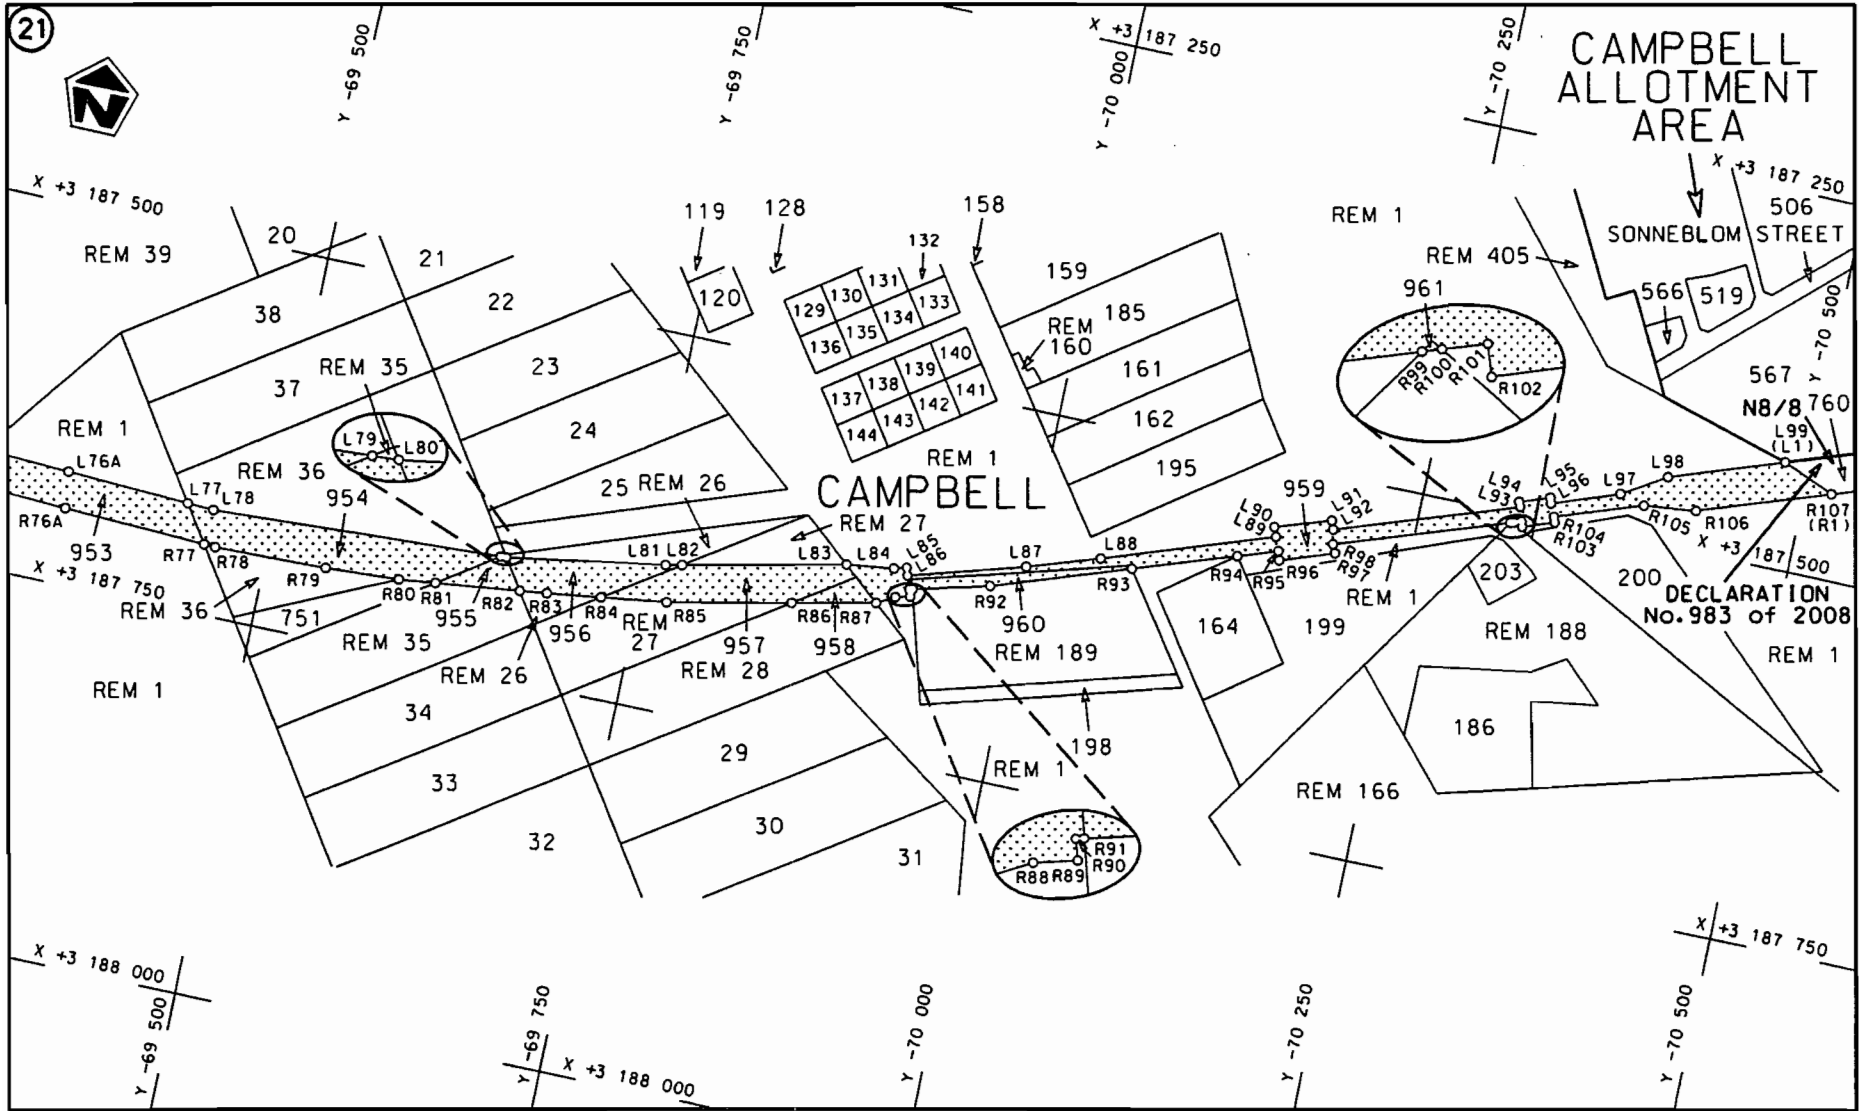 21
Y -69 500
Y -69 750
X +3 187 250
Y -70 000
Y -70 250
CAMPBELL
ALLOTMENT
AREA
N
X +3 187 500
X +3 187 250
REM 39
20
21
119
128
158
132
REM 1
506
SONNEBLOM STREET
REM 405
38
22
120
129
130
131
133
134
135
136
159
185
REM
160
961
566
519
Y -70 500
37
REM 35
23
137
138
139
140
141
142
143
144
161
162
R99
R100
R101
R102
567
N8/8
760
L99
(L1)
REM 1
L79
L80
24
L76A
REM 36
954
25
REM 26
CAMPBELL
REM 1
195
959
L77
L78
R76A
953
REM 27
L90
L89
L91
L92
L94
L93
L95
L96
L97
L98
R107
(R1)
R77
R78
R79
R80
R81
L81
L82
L83
L84
L85
L86
L87
L88
R94
R95
R96
R98
R97
R104
R103
R105
R106
X +3 187 500
X +3 187 750
REM 36
751
955
R82
R83
956
R84
REM
27
R85
957
R86
R87
958
R92
960
R93
REM 1
203
200
DECLARATION
No.983 of 2008
REM 35
REM 26
REM 28
REM 189
164
199
REM 188
REM 1
REM 1
34
29
198
186
33
REM 1
REM 166
32
30
31
R88
R89
R91
R90
X +3 188 000
X +3 187 750
Y -69 500
Y -69 750
X +3 188 000
Y -70 000
Y -70 250
Y -70 500